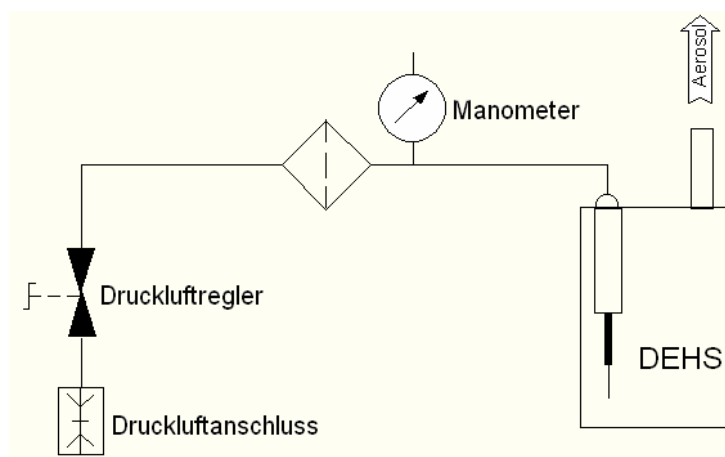 Aerosol
Manometer
Druckluftregler
DEHS
Druckluftanschluss